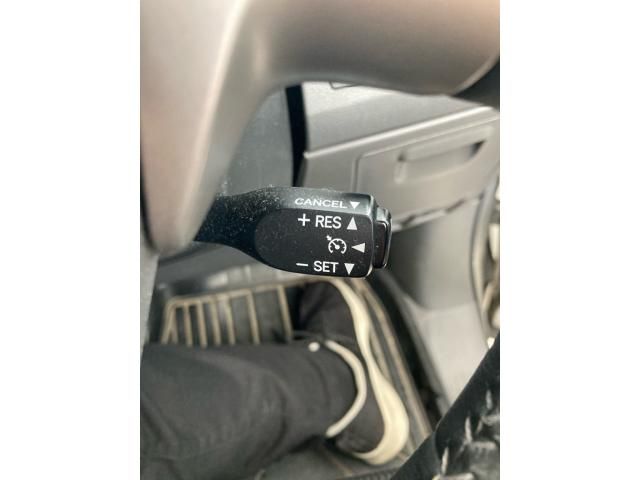 CANCEL ▼
+ RES ▲
◀
− SET ▼